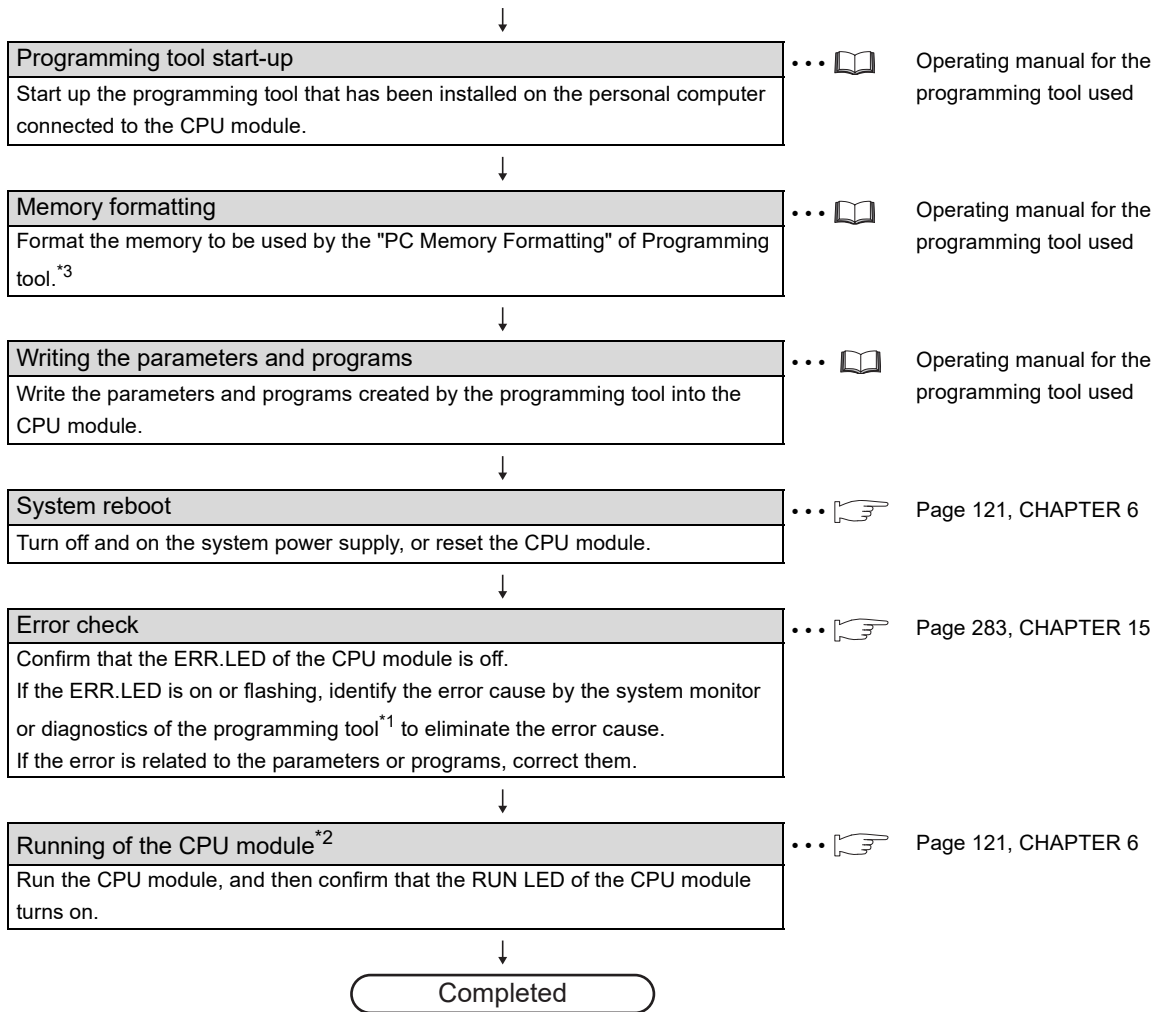 Programming tool start-up
Start up the programming tool that has been installed on the personal computer
connected to the CPU module.
• • •
Operating manual for the
programming tool used
Memory formatting
Format the memory to be used by the "PC Memory Formatting" of Programming
tool.*3
• • •
Operating manual for the
programming tool used
Writing the parameters and programs
Write the parameters and programs created by the programming tool into the
CPU module.
• • •
Operating manual for the
programming tool used
System reboot
Turn off and on the system power supply, or reset the CPU module.
• • •
Page 121, CHAPTER 6
Error check
Confirm that the ERR.LED of the CPU module is off.
If the ERR.LED is on or flashing, identify the error cause by the system monitor
or diagnostics of the programming tool*1 to eliminate the error cause.
If the error is related to the parameters or programs, correct them.
• • •
Page 283, CHAPTER 15
Running of the CPU module*2
Run the CPU module, and then confirm that the RUN LED of the CPU module
turns on.
• • •
Page 121, CHAPTER 6
Completed